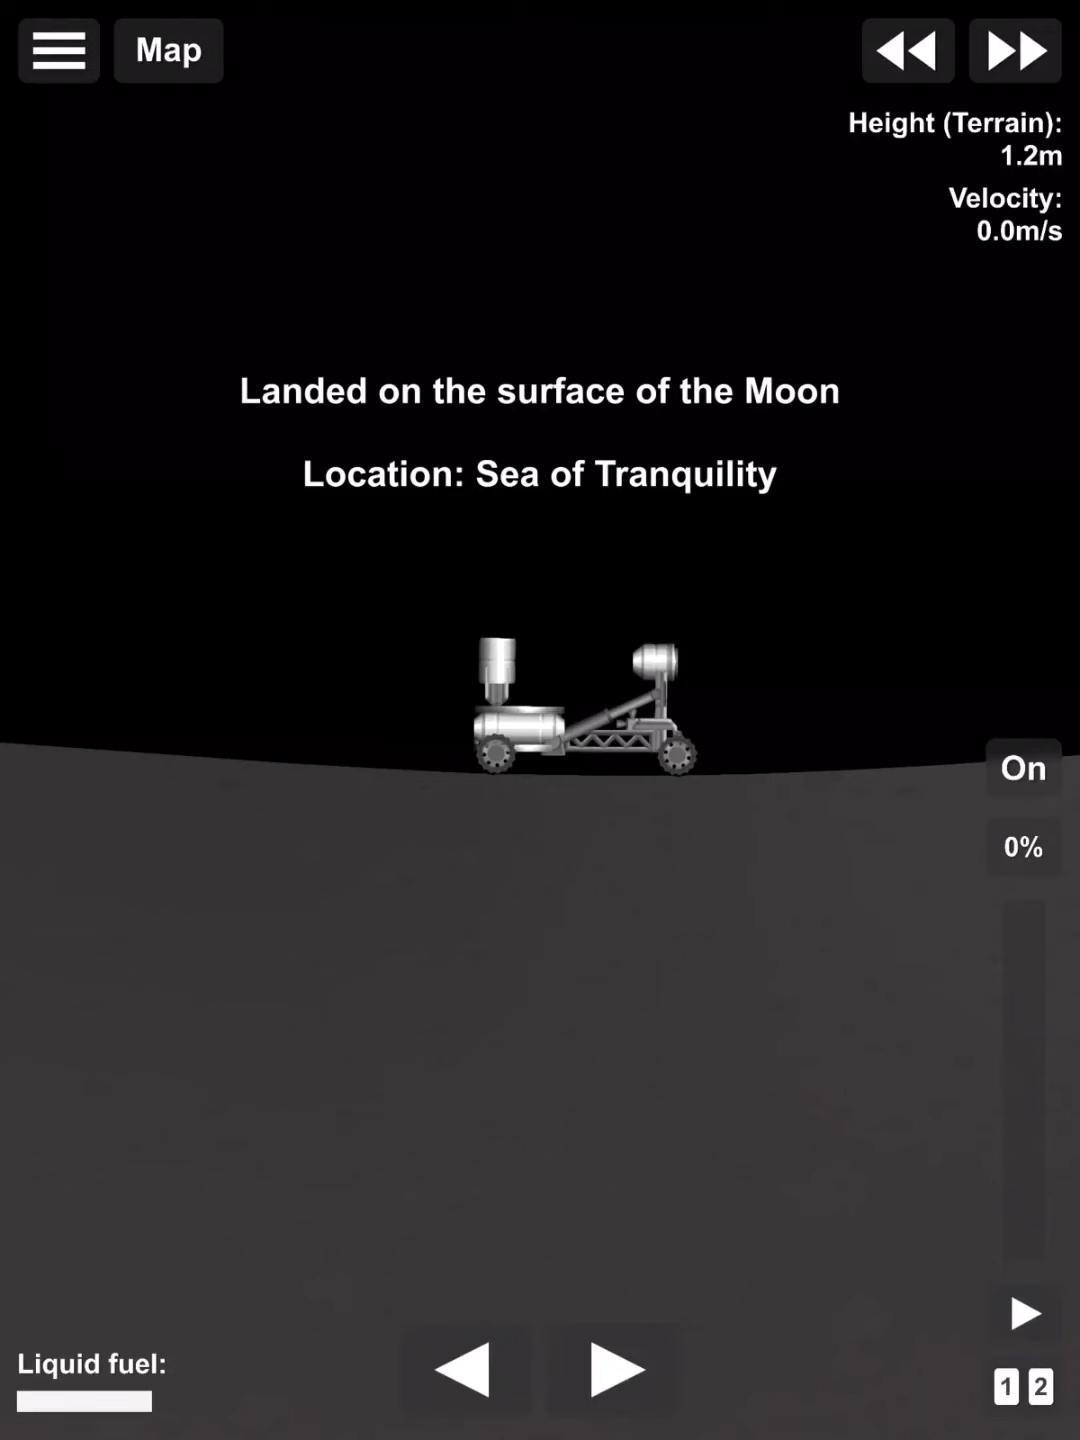 Map
Height (Terrain):
1.2m
Velocity:
0.0m/s
Landed on the surface of the Moon
Location: Sea of Tranquility
On
0%
Liquid fuel:
1 2